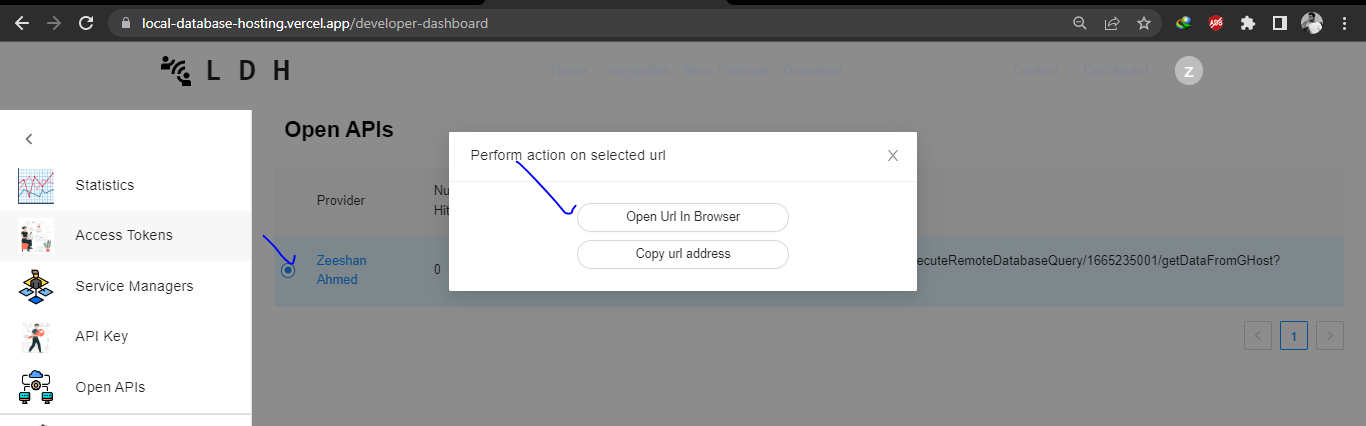 local-database-hosting.vercel.app/developer-dashboard
L D H
Home Integration Npm_Package Download Contact Dashboard Z
Open APIs
Perform action on selected url
Statistics
Provider
Nu
Hit
Open Url In Browser
Access Tokens
Copy url address
Zeeshan
Ahmed
0
ecuteRemoteDatabaseQuery/1665235001/getDataFromGHost?
Service Managers
API Key
1
Open APIs